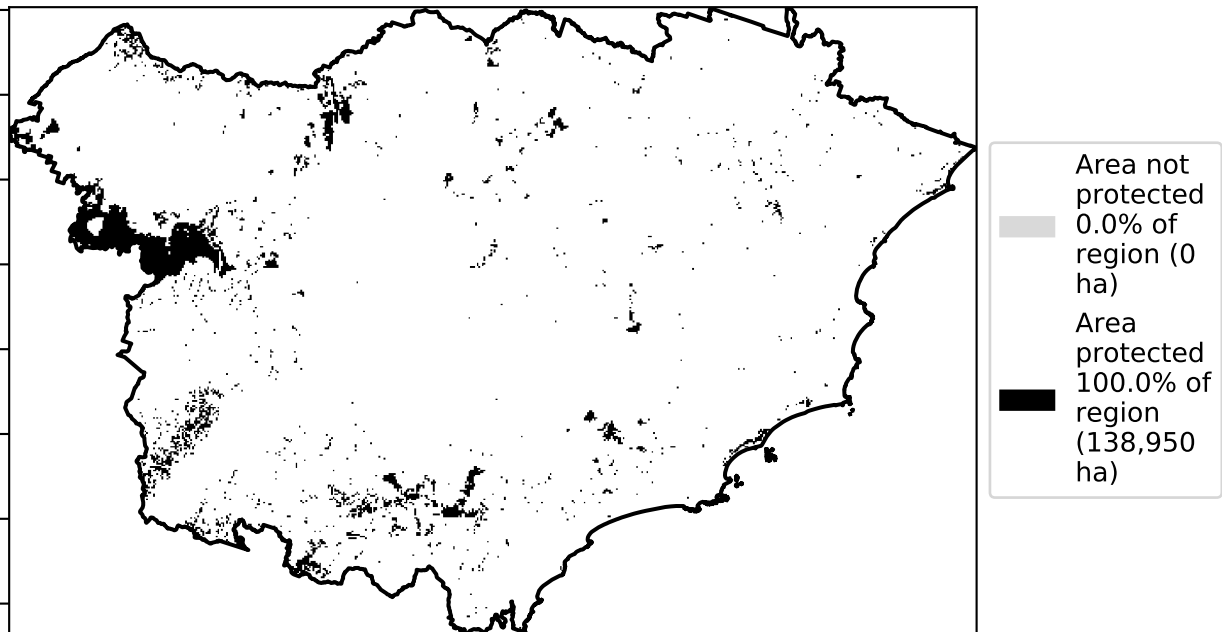 Area not
protected
0.0% of
region (0
ha)
Area
protected
100.0% of
region
(138,950
ha)